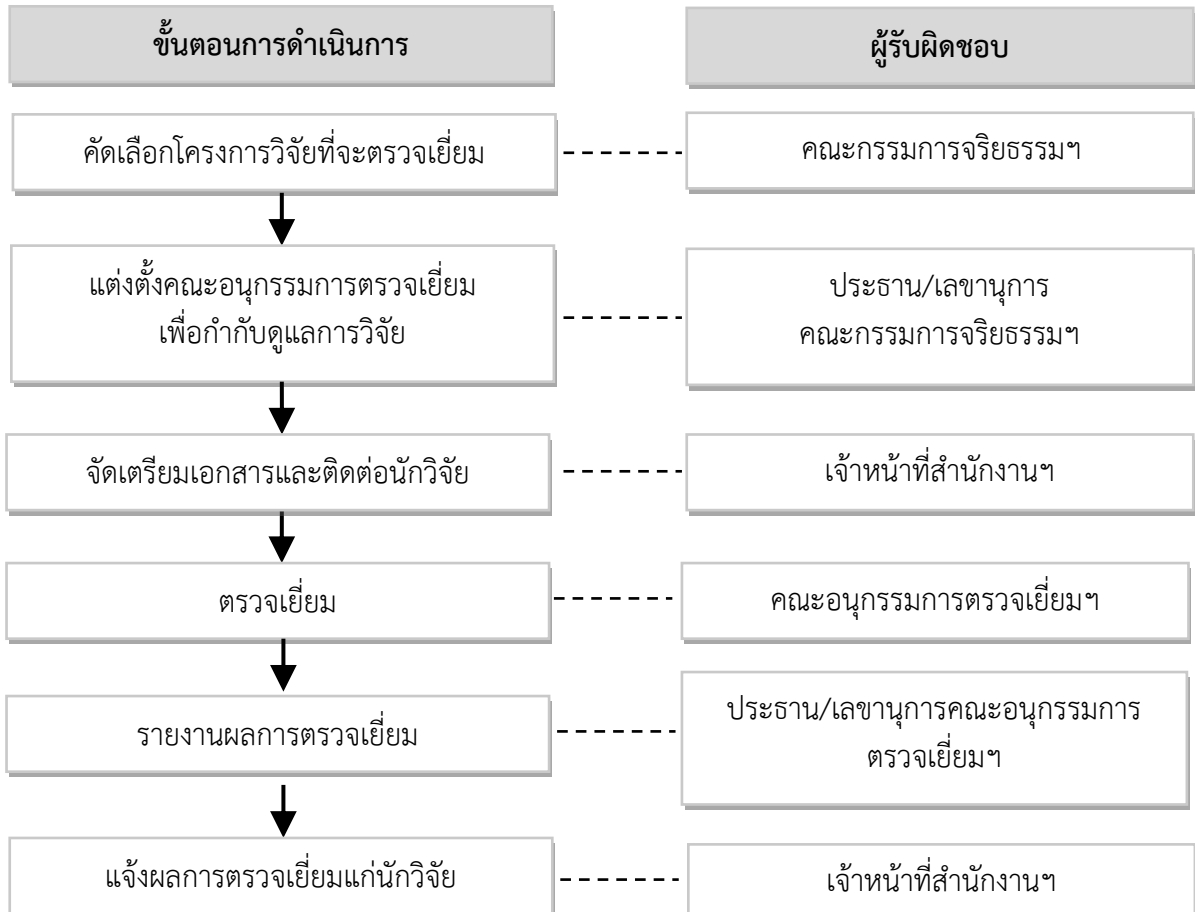 ขั้นตอนการดำเนินการ
ผู้รับผิดชอบ
คัดเลือกโครงการวิจัยที่จะตรวจเยี่ยม
คณะกรรมการจริยธรรมฯ
แต่งตั้งคณะอนุกรรมการตรวจเยี่ยม
เพื่อกำกับดูแลการวิจัย
ประธาน/เลขานุการ
คณะกรรมการจริยธรรมฯ
จัดเตรียมเอกสารและติดต่อนักวิจัย
เจ้าหน้าที่สำนักงานฯ
ตรวจเยี่ยม
คณะอนุกรรมการตรวจเยี่ยมฯ
รายงานผลการตรวจเยี่ยม
ประธาน/เลขานุการคณะอนุกรรมการ
ตรวจเยี่ยมฯ
แจ้งผลการตรวจเยี่ยมแก่นักวิจัย
เจ้าหน้าที่สำนักงานฯ